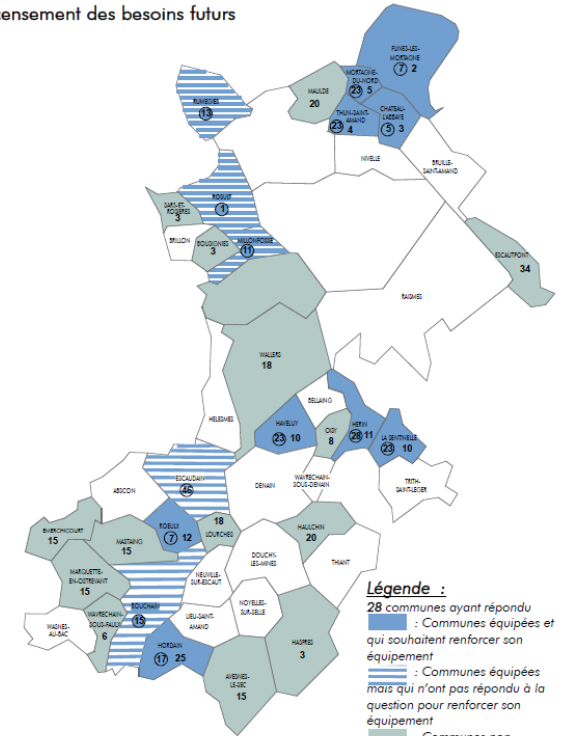 censement des besoins futurs
FLINES-LES-
MORTAGNE
7 2
MORTAGNE-
DU-NORD
23 5
MAULDE
20
CHATEAU-
L'ABBAYE
5 3
THUN-SAINT-
AMAND
23 4
RUMEGIES
13
NIVELLE
BRUILLE-
SAINT-AMAND
ROSULT
1
SARS-ET-
ROSIERES
3
BRILLON
BOUSIGNIES
3
MILLONFOSSE
11
ESCAUTPONT
34
RAISMES
WALLERS
18
HELESMES
BELLAING
HAVELUY
23 10
OISY
8
HERIN
28 11
LA SENTINELLE
23 10
ESCAUDAIN
46
ABSCON
DENAIN
WAVRECHAIN-
SOUS-DENAIN
TRITH-
SAINT-LEGER
EMERCHICOURT
15
MASTAING
15
ROEULX
7 12
18
LOURCHES
HAULCHIN
20
DOUCHY-
LES-MINES
THIANT
MARQUETTE-
EN-OSTREVANT
15
NEUVILLE-
SUR-ESCAUT
WASNES-
AU-BAC
WAVRECHAIN-
SOUS-FAULX
6
BOUCHAIN
15
LIEU-SAINT-
AMAND
NOYELLES-
SUR-SELLE
HORDAIN
17 25
HASPRES
3
AVESNES-
LE-SEC
15
Légende :
28 communes ayant répondu
: Communes équipées et
qui souhaitent renforcer son
équipement
: Communes équipées
mais qui n'ont pas répondu à la
question pour renforcer son
équipement
: Communes non